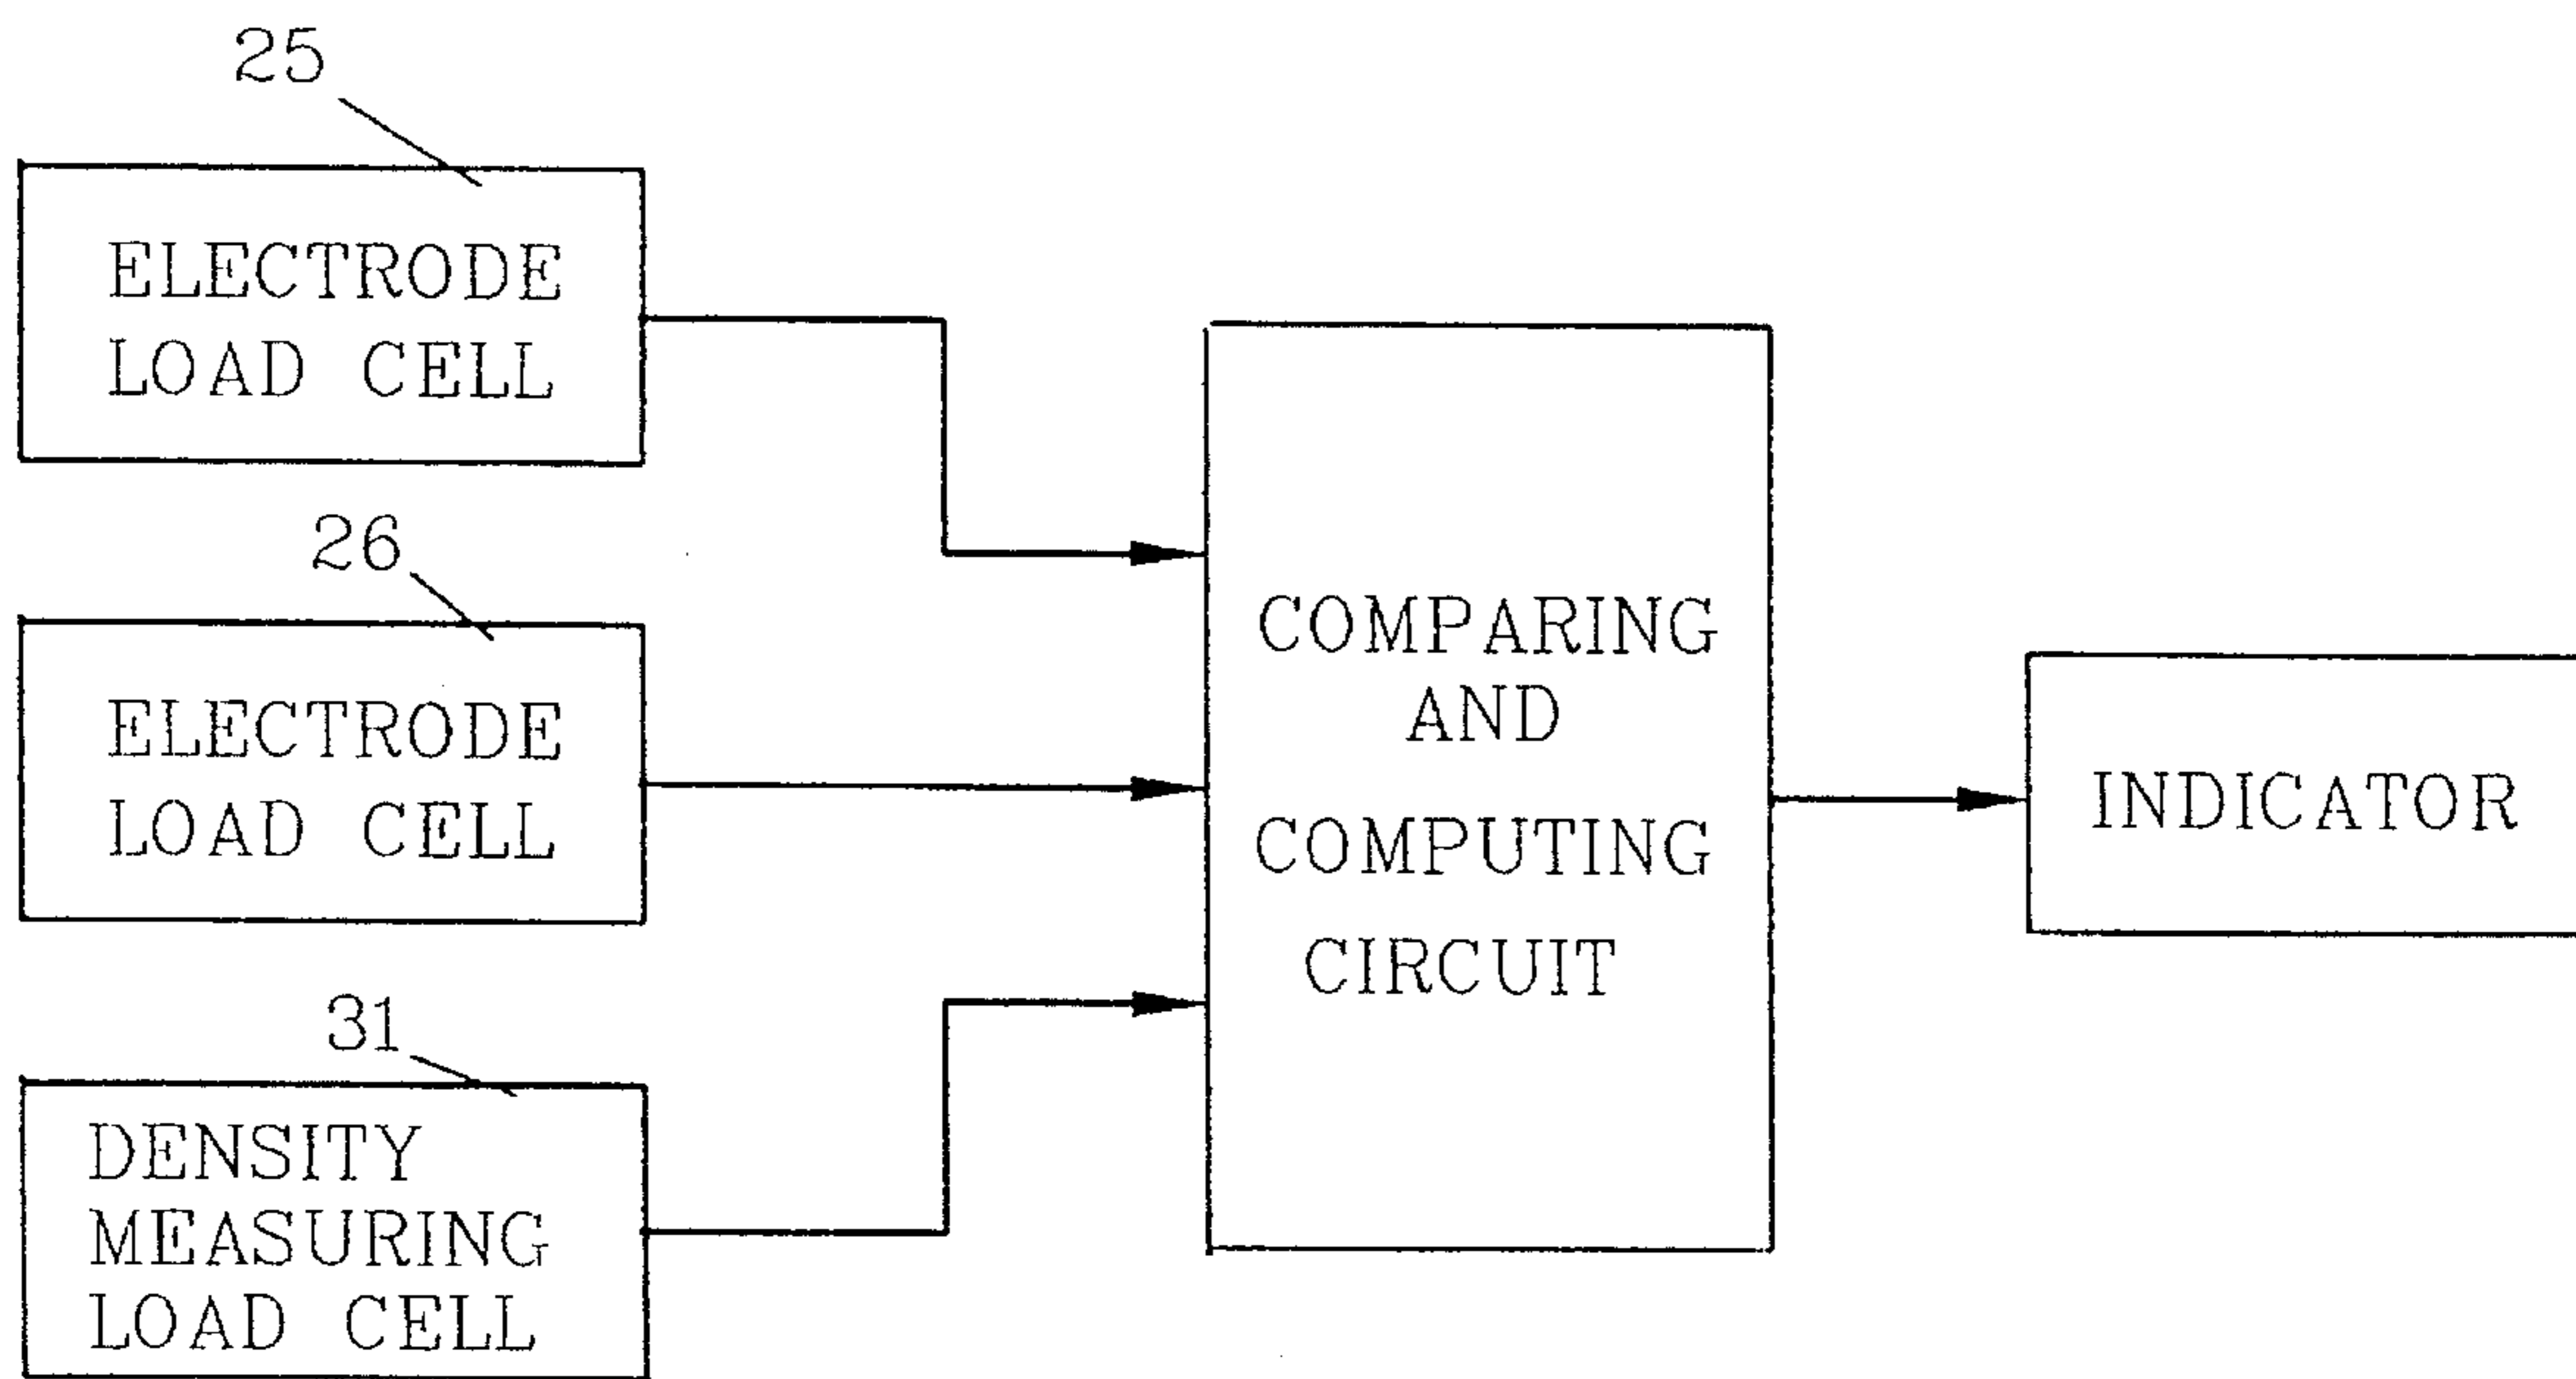 25
ELECTRODE
LOAD CELL
26
ELECTRODE
LOAD CELL
31
DENSITY
MEASURING
LOAD CELL
COMPARING
AND
COMPUTING
CIRCUIT
INDICATOR